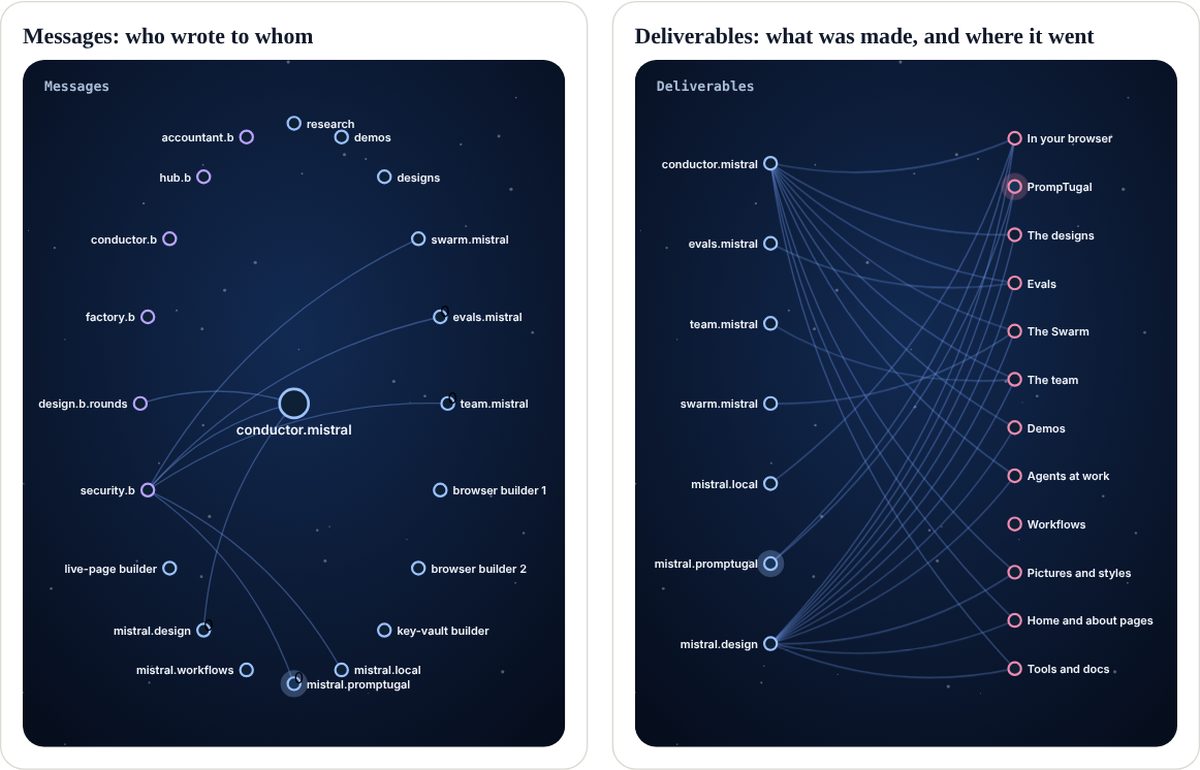 Messages: who wrote to whom
Messages
research
accountant.b
demos
hub.b
designs
conductor.b
swarm.mistral
factory.b
evals.mistral
design.b.rounds
team.mistral
conductor.mistral
security.b
browser builder 1
live-page builder
browser builder 2
mistral.design
key-vault builder
mistral.workflows
mistral.local
mistral.promptugal
Deliverables: what was made, and where it went
Deliverables
conductor.mistral
evals.mistral
team.mistral
swarm.mistral
mistral.local
mistral.promptugal
mistral.design
In your browser
PrompTugal
The designs
Evals
The Swarm
The team
Demos
Agents at work
Workflows
Pictures and styles
Home and about pages
Tools and docs